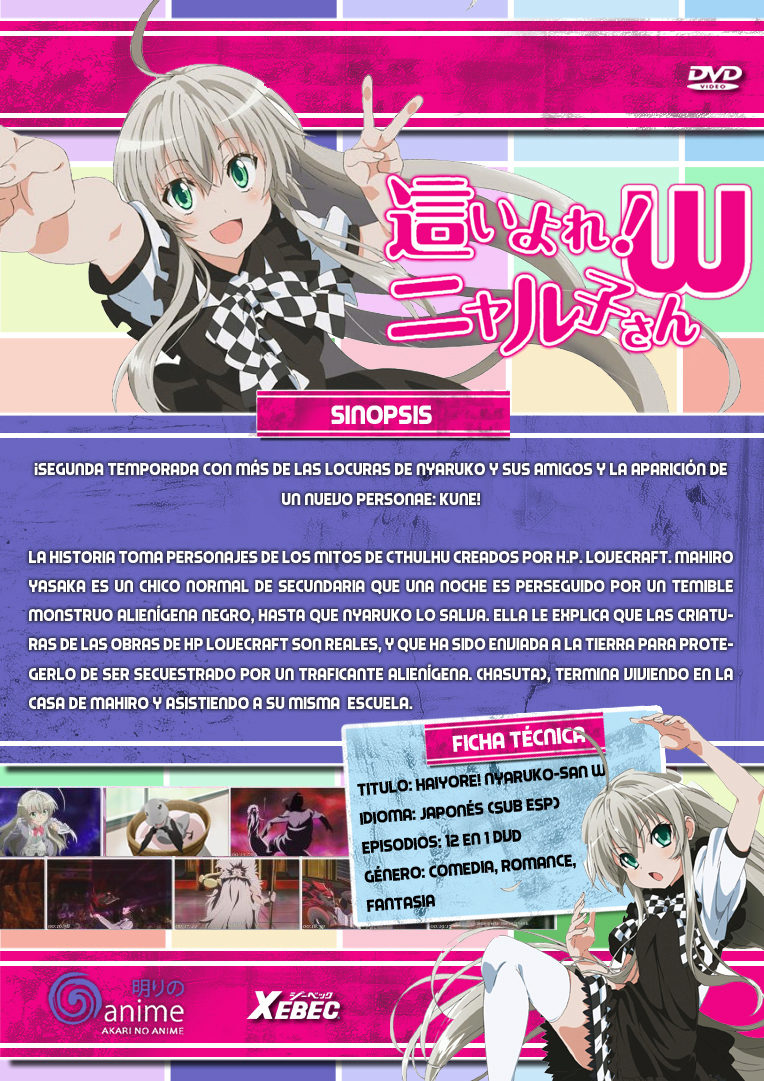 DVD
VIDEO
這いよれ!
W
ニャル子さん
SINOPSIS
¡SEGUNDA TEMPORADA CON MÁS DE LAS LOCURAS DE NYARUKO Y SUS AMIGOS Y LA APARICIÓN DE
UN NUEVO PERSONAE: KUNE!
LA HISTORIA TOMA PERSONAJES DE LOS MITOS DE CTHULHU CREADOS POR H.P. LOVECRAFT. MAHIRO
YASAKA ES UN CHICO NORMAL DE SECUNDARIA QUE UNA NOCHE ES PERSEGUIDO POR UN TEMIBLE
MONSTRUO ALIENÍGENA NEGRO, HASTA QUE NYARUKO LO SALVA. ELLA LE EXPLICA QUE LAS CRIATU-
RAS DE LAS OBRAS DE HP LOVECRAFT SON REALES, Y QUE HA SIDO ENVIADA A LA TIERRA PARA PROTE-
GERLO DE SER SECUESTRADO POR UN TRAFICANTE ALIENÍGENA. (HASUTA), TERMINA VIVIENDO EN LA
CASA DE MAHIRO Y ASISTIENDO A SU MISMA ESCUELA.
FICHA TÉCNICA
TITULO: HAIYORE! NYARUKO-SAN W
IDIOMA: JAPONÉS (SUB ESP)
EPISODIOS: 12 EN 1 DVD
GÉNERO: COMEDIA, ROMANCE,
FANTASIA
明りの
anime
AKARI NO ANIME
ジーベック
XEBEC